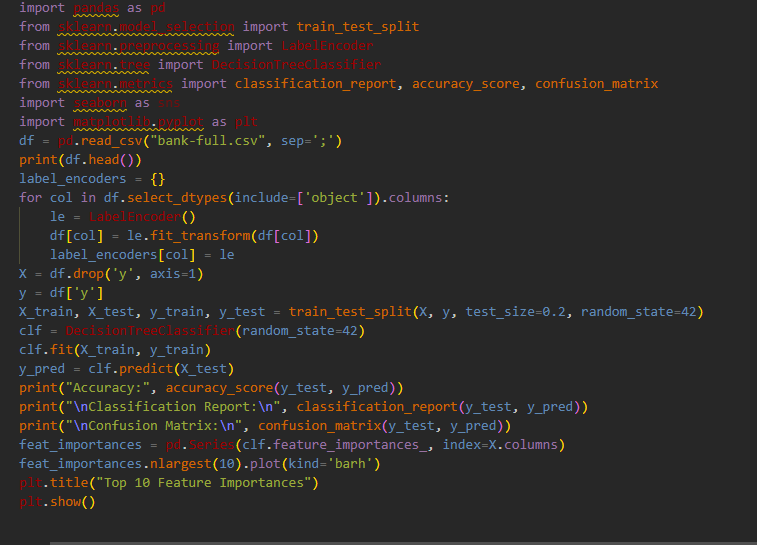 import pandas as pd
from sklearn.model_selection import train_test_split
from sklearn.preprocessing import LabelEncoder
from sklearn.tree import DecisionTreeClassifier
from sklearn.metrics import classification_report, accuracy_score, confusion_matrix
import seaborn as sns
import matplotlib.pyplot as plt
df = pd.read_csv("bank-full.csv", sep=';')
print(df.head())
label_encoders = {}
for col in df.select_dtypes(include=['object']).columns:
    le = LabelEncoder()
    df[col] = le.fit_transform(df[col])
    label_encoders[col] = le
X = df.drop('y', axis=1)
y = df['y']
X_train, X_test, y_train, y_test = train_test_split(X, y, test_size=0.2, random_state=42)
clf = DecisionTreeClassifier(random_state=42)
clf.fit(X_train, y_train)
y_pred = clf.predict(X_test)
print("Accuracy:", accuracy_score(y_test, y_pred))
print("\nClassification Report:\n", classification_report(y_test, y_pred))
print("\nConfusion Matrix:\n", confusion_matrix(y_test, y_pred))
feat_importances = pd.Series(clf.feature_importances_, index=X.columns)
feat_importances.nlargest(10).plot(kind='barh')
plt.title("Top 10 Feature Importances")
plt.show()